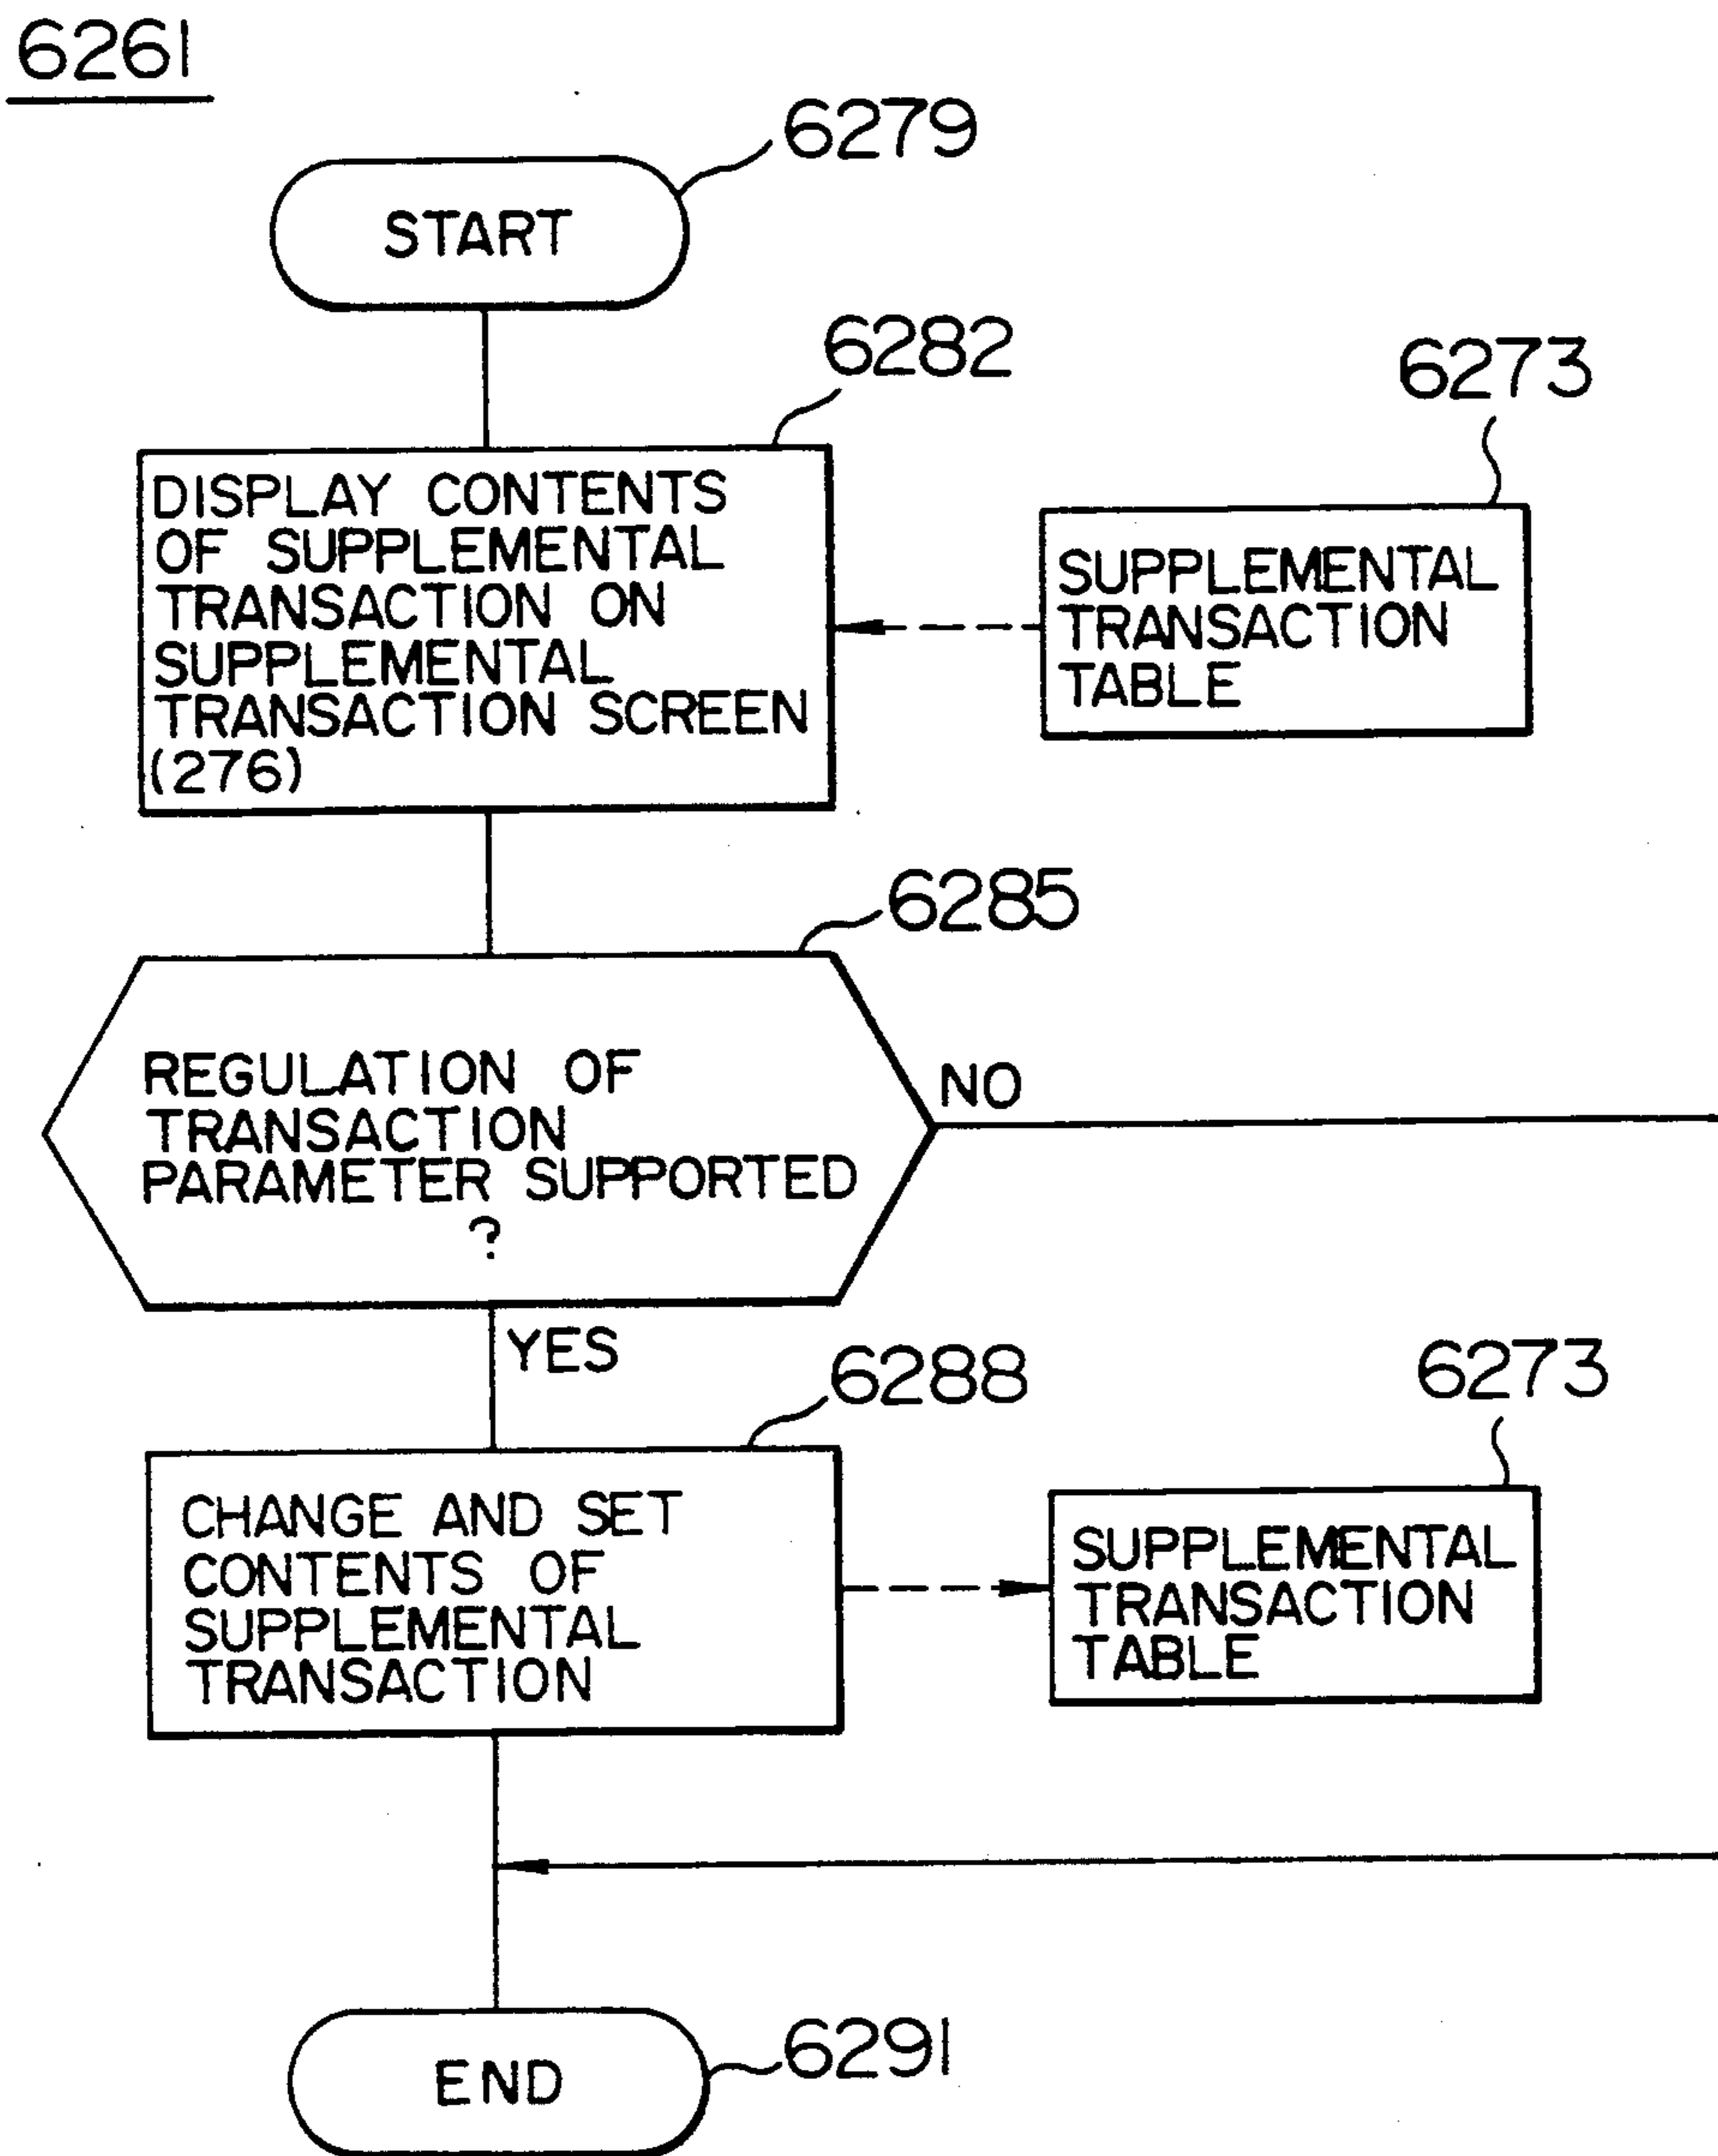 6261
6279
START
6282
6273
DISPLAY CONTENTS
OF SUPPLEMENTAL
TRANSACTION ON
SUPPLEMENTAL
TRANSACTION SCREEN
(276)
SUPPLEMENTAL
TRANSACTION
TABLE
6285
REGULATION OF
TRANSACTION
PARAMETER SUPPORTED
?
NO
YES
6288
6273
CHANGE AND SET
CONTENTS OF
SUPPLEMENTAL
TRANSACTION
SUPPLEMENTAL
TRANSACTION
TABLE
END
6291